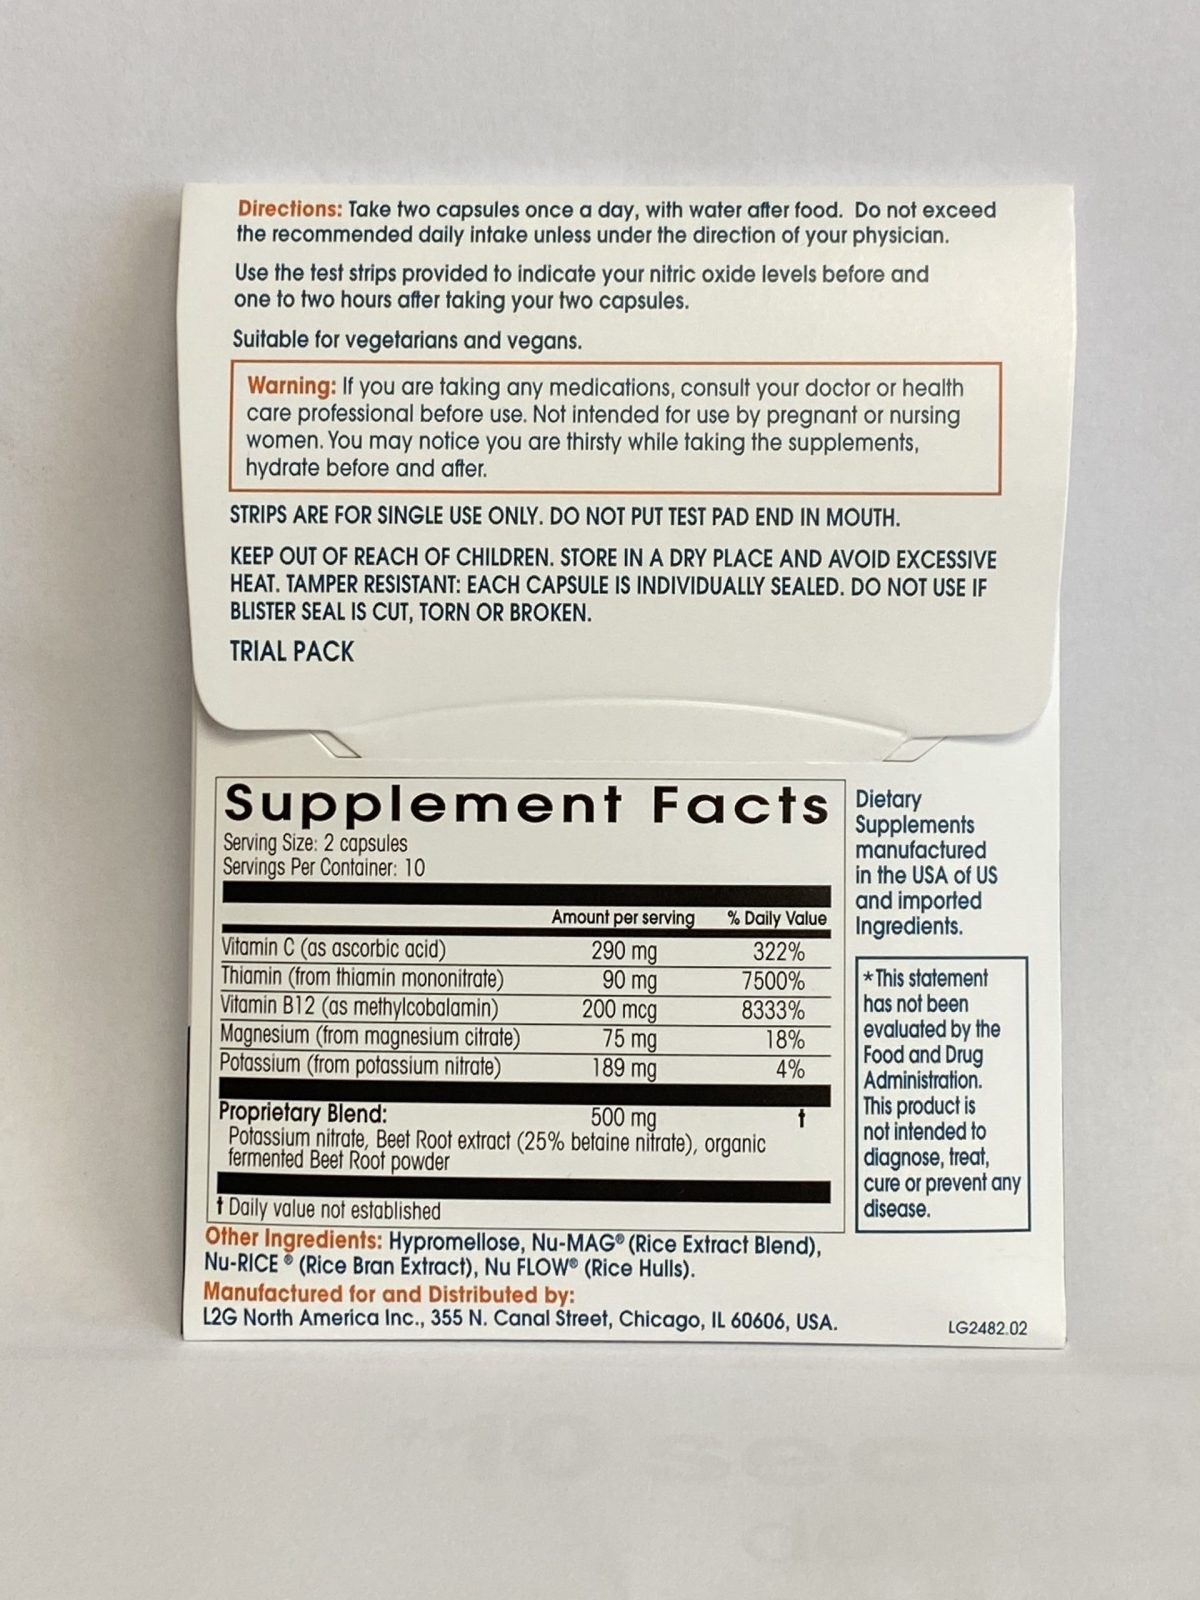 Directions: Take two capsules once a day, with water after food. Do not exceed
the recommended daily intake unless under the direction of your physician.
Use the test strips provided to indicate your nitric oxide levels before and
one to two hours after taking your two capsules.
Suitable for vegetarians and vegans.
Warning: If you are taking any medications, consult your doctor or health
care professional before use. Not intended for use by pregnant or nursing
women. You may notice you are thirsty while taking the supplements,
hydrate before and after.
STRIPS ARE FOR SINGLE USE ONLY. DO NOT PUT TEST PAD END IN MOUTH.
KEEP OUT OF REACH OF CHILDREN. STORE IN A DRY PLACE AND AVOID EXCESSIVE
HEAT. TAMPER RESISTANT: EACH CAPSULE IS INDIVIDUALLY SEALED. DO NOT USE IF
BLISTER SEAL IS CUT, TORN OR BROKEN.
TRIAL PACK
Supplement Facts
Serving Size: 2 capsules
Servings Per Container: 10
Amount per serving % Daily Value
Vitamin C (as ascorbic acid) 290 mg 322%
Thiamin (from thiamin mononitrate) 90 mg 7500%
Vitamin B12 (as methylcobalamin) 200 mcg 8333%
Magnesium (from magnesium citrate) 75 mg 18%
Potassium (from potassium nitrate) 189 mg 4%
Proprietary Blend: 500 mg †
Potassium nitrate, Beet Root extract (25% betaine nitrate), organic
fermented Beet Root powder
† Daily value not established
Dietary
Supplements
manufactured
in the USA of US
and imported
Ingredients.
*This statement
has not been
evaluated by the
Food and Drug
Administration.
This product is
not intended to
diagnose, treat,
cure or prevent any
disease.
Other Ingredients: Hypromellose, Nu-MAG® (Rice Extract Blend),
Nu-RICE ® (Rice Bran Extract), Nu FLOW® (Rice Hulls).
Manufactured for and Distributed by:
L2G North America Inc., 355 N. Canal Street, Chicago, IL 60606, USA.
LG2482.02